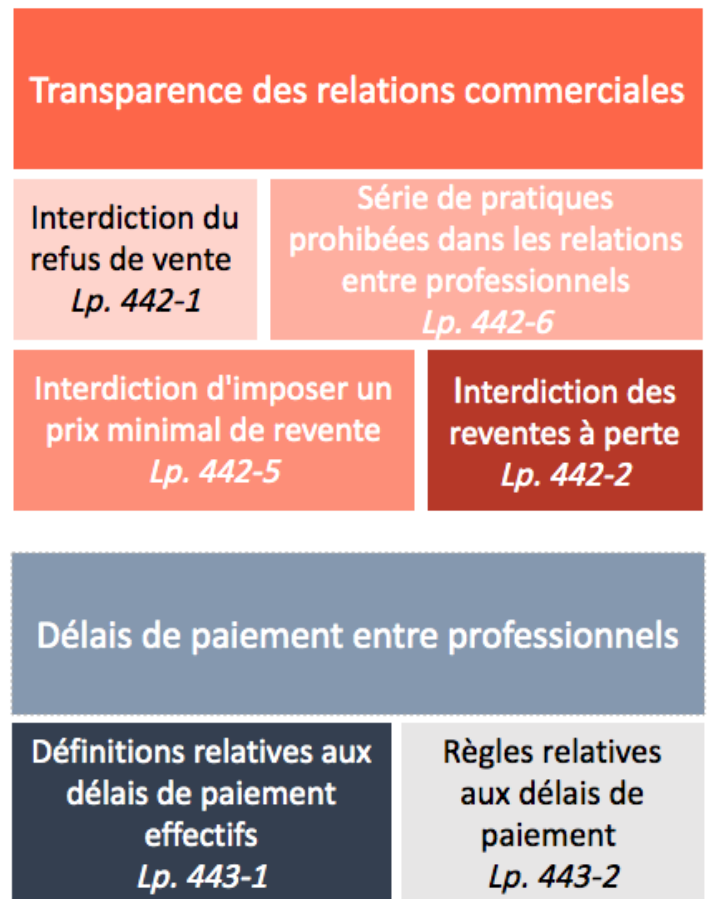 Transparence des relations commerciales
Interdiction du
refus de vente
Lp. 442-1
Série de pratiques
prohibées dans les relations
entre professionnels
Lp. 442-6
Interdiction d'imposer un
prix minimal de revente
Lp. 442-5
Interdiction des
reventes à perte
Lp. 442-2
Délais de paiement entre professionnels
Définitions relatives aux
délais de paiement
effectifs
Lp. 443-1
Règles relatives
aux délais de
paiement
Lp. 443-2